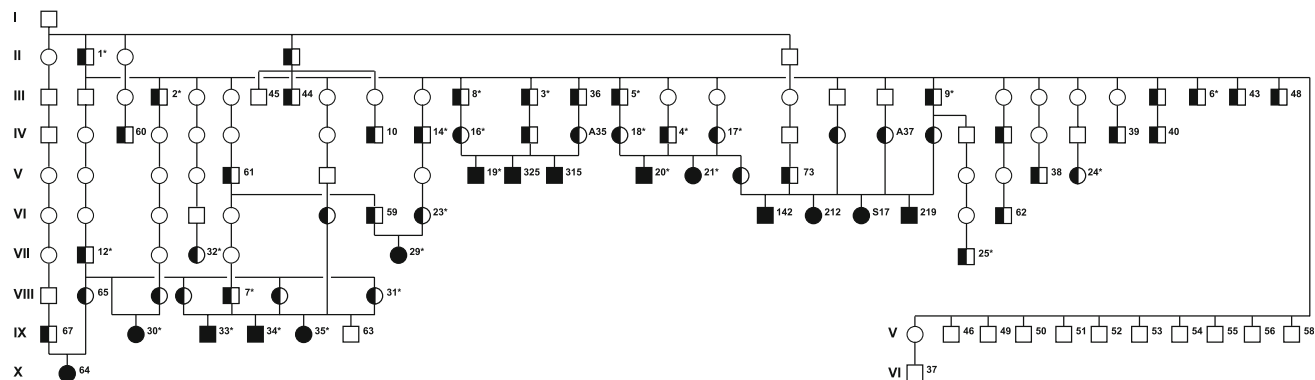 I
II 1*
III 2* 45 44 8* 3* 36 5* 9* 6* 43 48
IV 60 10 14* 16* A35 18* 4* 17* A37 39 40
V 61 19* 325 315 20* 21* 73 38 24*
VI 59 23* 142 212 S17 219 62
VII 12* 32* 29* 25*
VIII 65 7* 31*
IX 67 30* 33* 34* 35* 63 V 46 49 50 51 52 53 54 55 56 58
X 64 VI 37